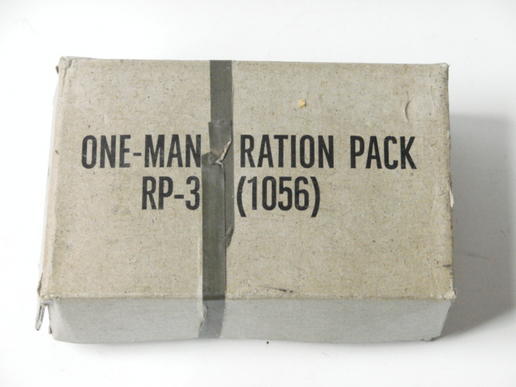 ONE-MAN RATION PACK
RP-3 (1056)